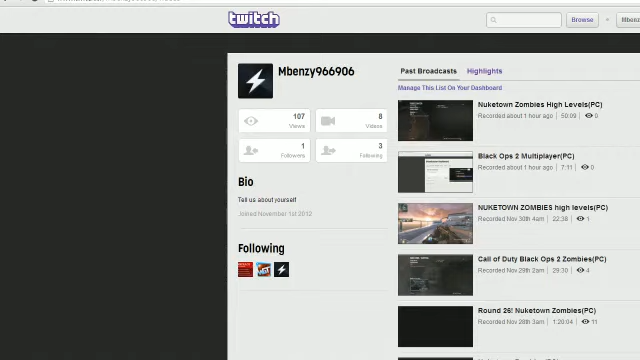 twitch
Browse
Mbenzy966906
107
Views
8
Videos
1
Followers
3
Following
Bio
Tell us about yourself
Joined November 1st 2012
Following
Past Broadcasts
Highlights
Manage This List On Your Dashboard
Nuketown Zombies High Levels(PC)
Recorded about 1 hour ago | 50:09 | 0
Black Ops 2 Multiplayer(PC)
Recorded about 1 hour ago | 7:11 | 0
NUKETOWN ZOMBIES high levels(PC)
Recorded Nov 30th 4am | 22:38 | 1
Call of Duty Black Ops 2 Zombies(PC)
Recorded Nov 29th 2am | 29:30 | 4
Round 26! Nuketown Zombies(PC)
Recorded Nov 28th 3am | 1:20:04 | 11